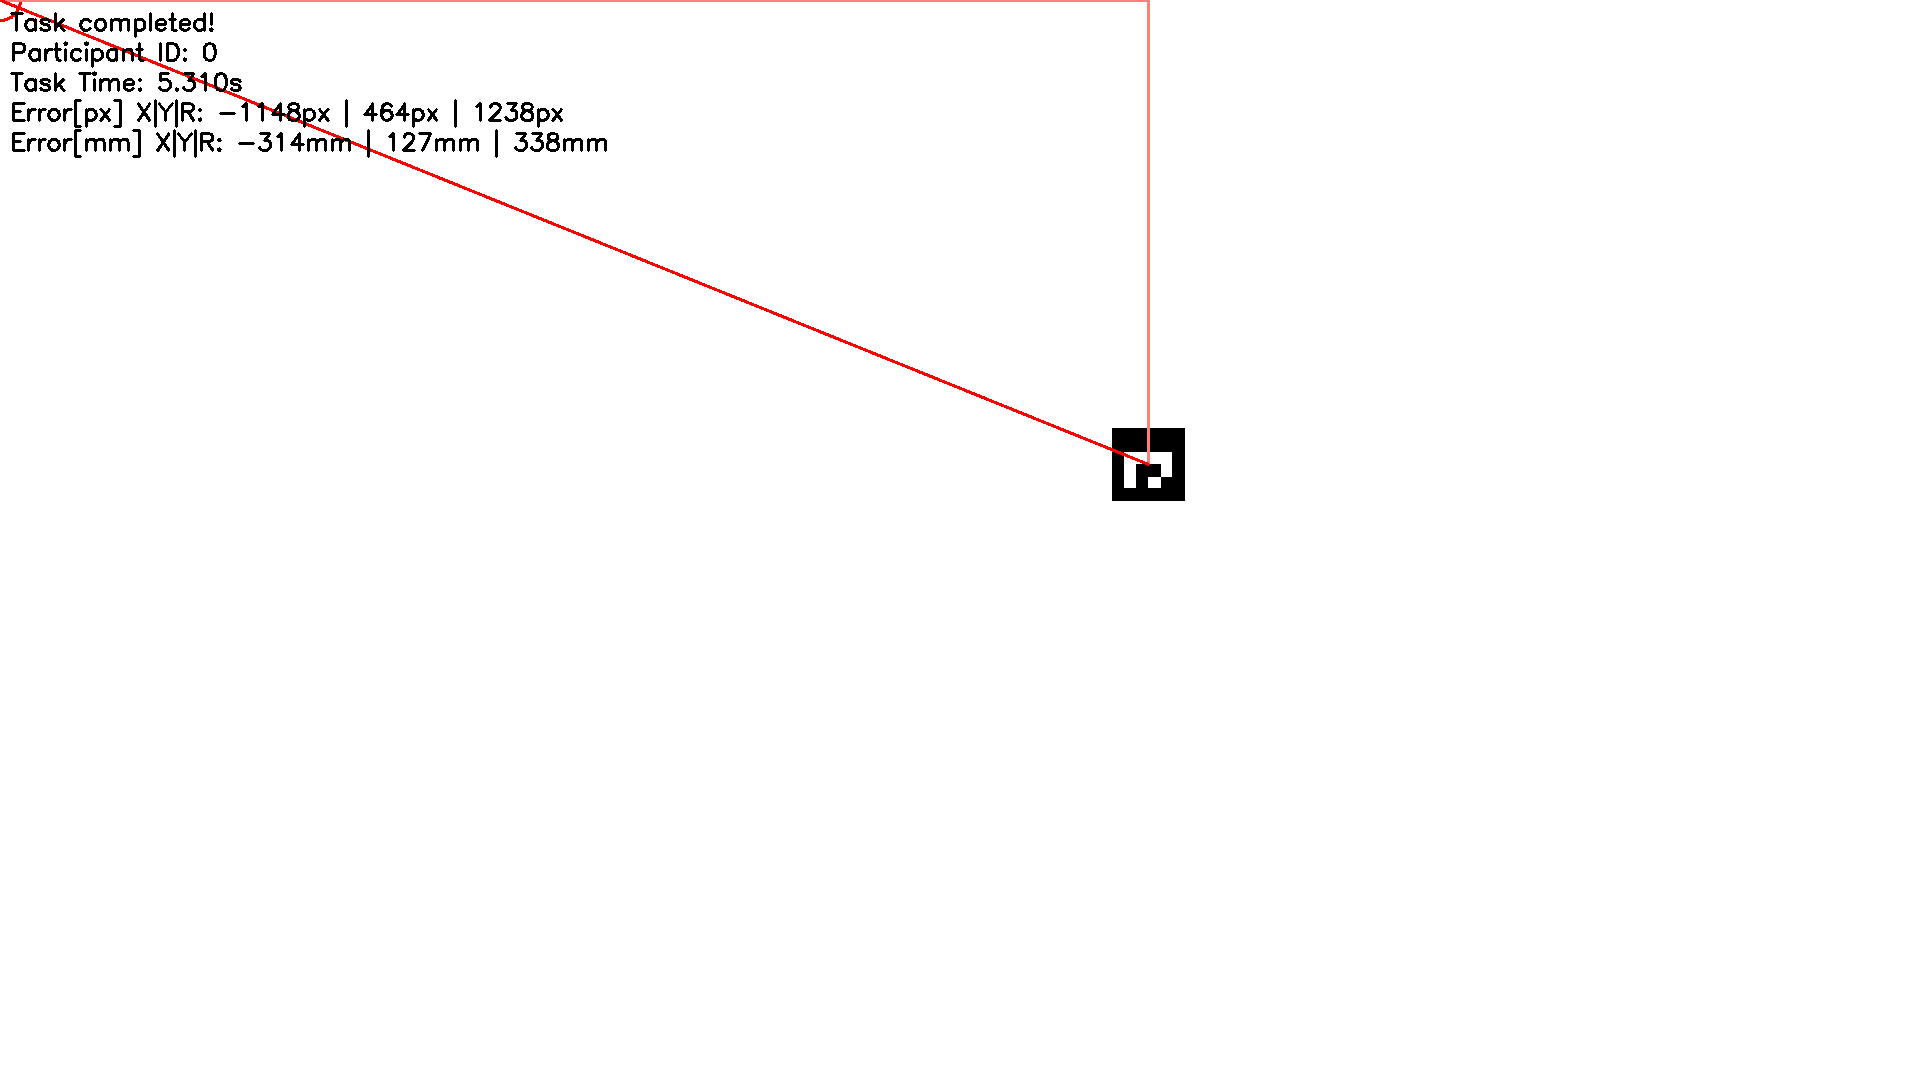 Task completed!
Participant ID: 0
Task Time: 5.310s
Error[px] X|Y|R: -1148px | 464px | 1238px
Error[mm] X|Y|R: -314mm | 127mm | 338mm